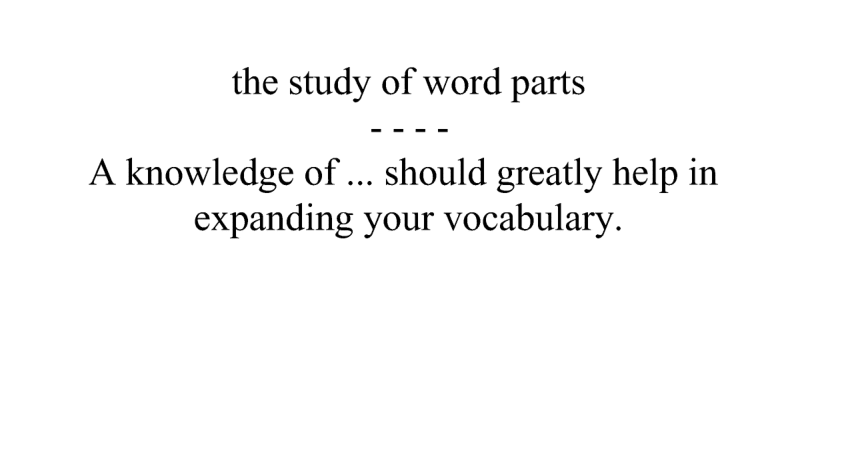 the study of word parts
- - - -
A knowledge of ... should greatly help in
expanding your vocabulary.